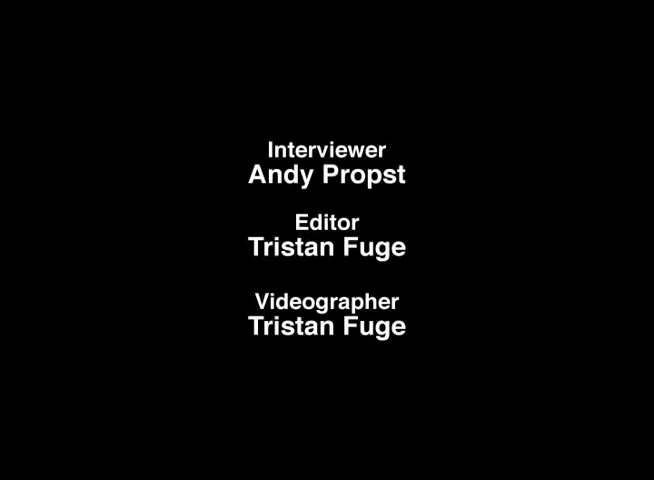 Interviewer
Andy Propst
Editor
Tristan Fuge
Videographer
Tristan Fuge